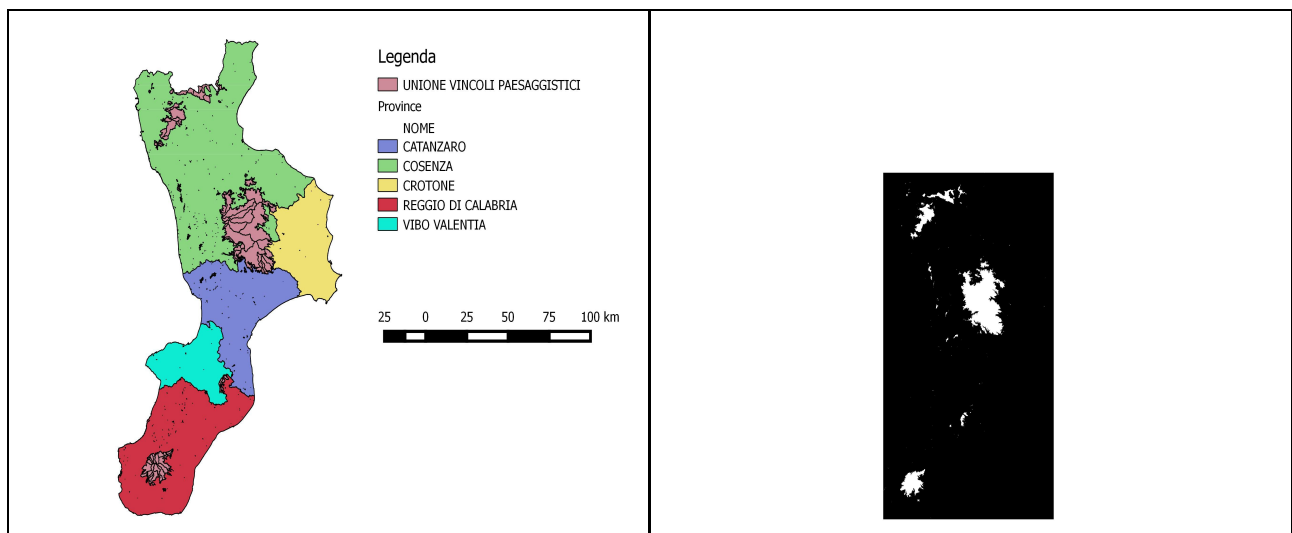 Legenda
UNIONE VINCOLI PAESAGGISTICI
Province
NOME
CATANZARO
COSENZA
CROTONE
REGGIO DI CALABRIA
VIBO VALENTIA
25 0 25 50 75 100 km